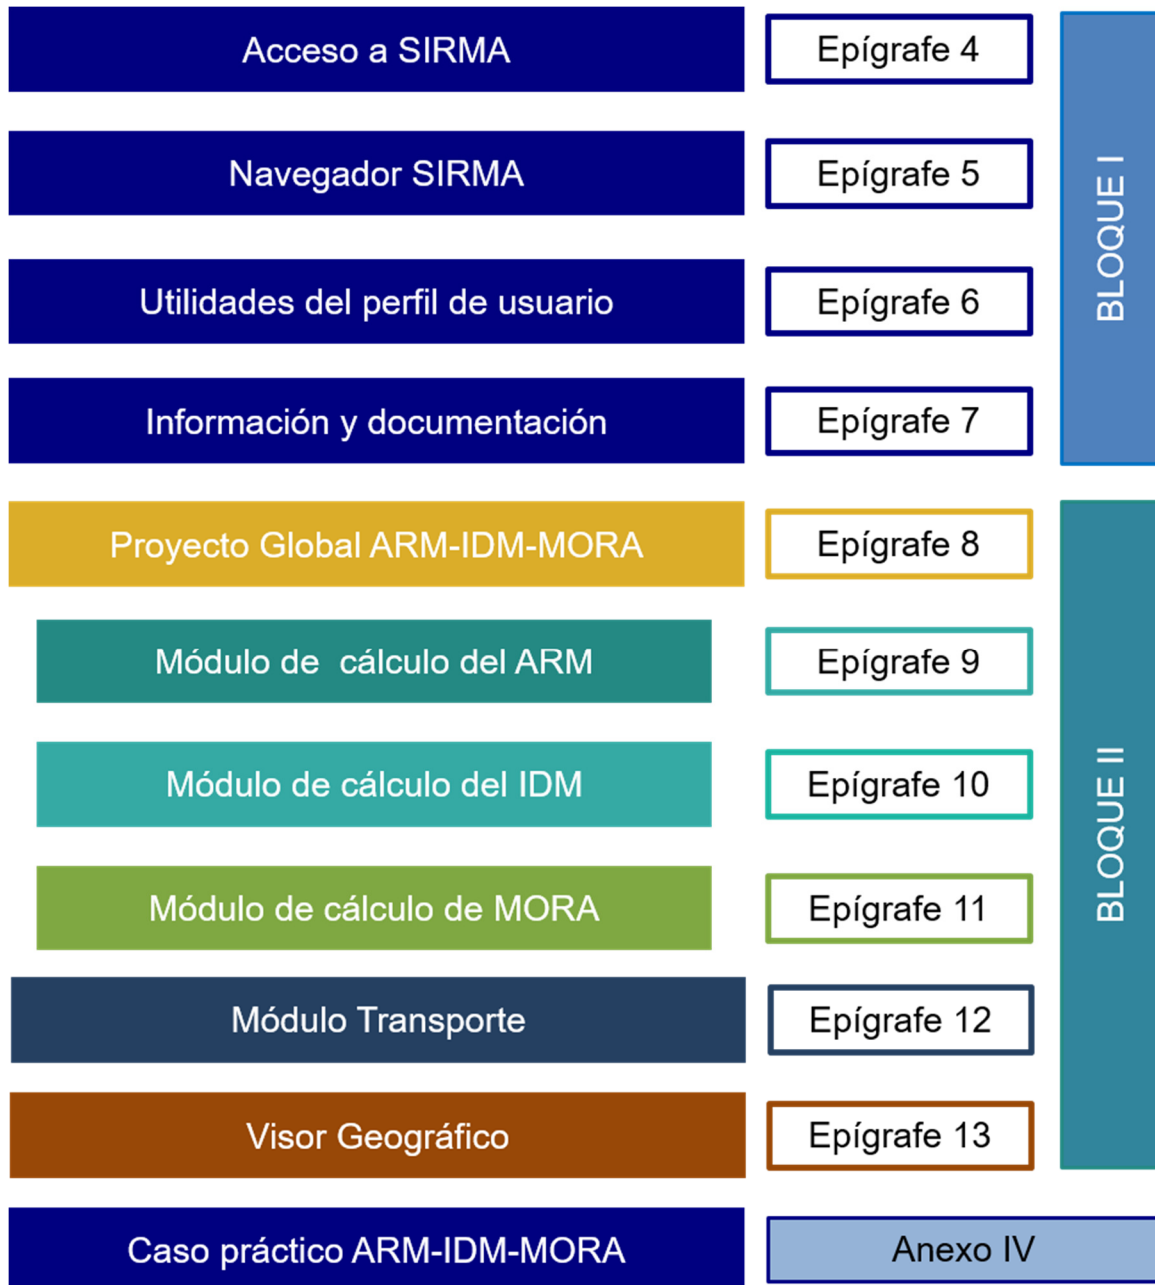 Acceso a SIRMA
Epígrafe 4
Navegador SIRMA
Epígrafe 5
Utilidades del perfil de usuario
Epígrafe 6
Información y documentación
Epígrafe 7
BLOQUE I
Proyecto Global ARM-IDM-MORA
Epígrafe 8
Módulo de cálculo del ARM
Epígrafe 9
Módulo de cálculo del IDM
Epígrafe 10
Módulo de cálculo de MORA
Epígrafe 11
Módulo Transporte
Epígrafe 12
Visor Geográfico
Epígrafe 13
BLOQUE II
Caso práctico ARM-IDM-MORA
Anexo IV